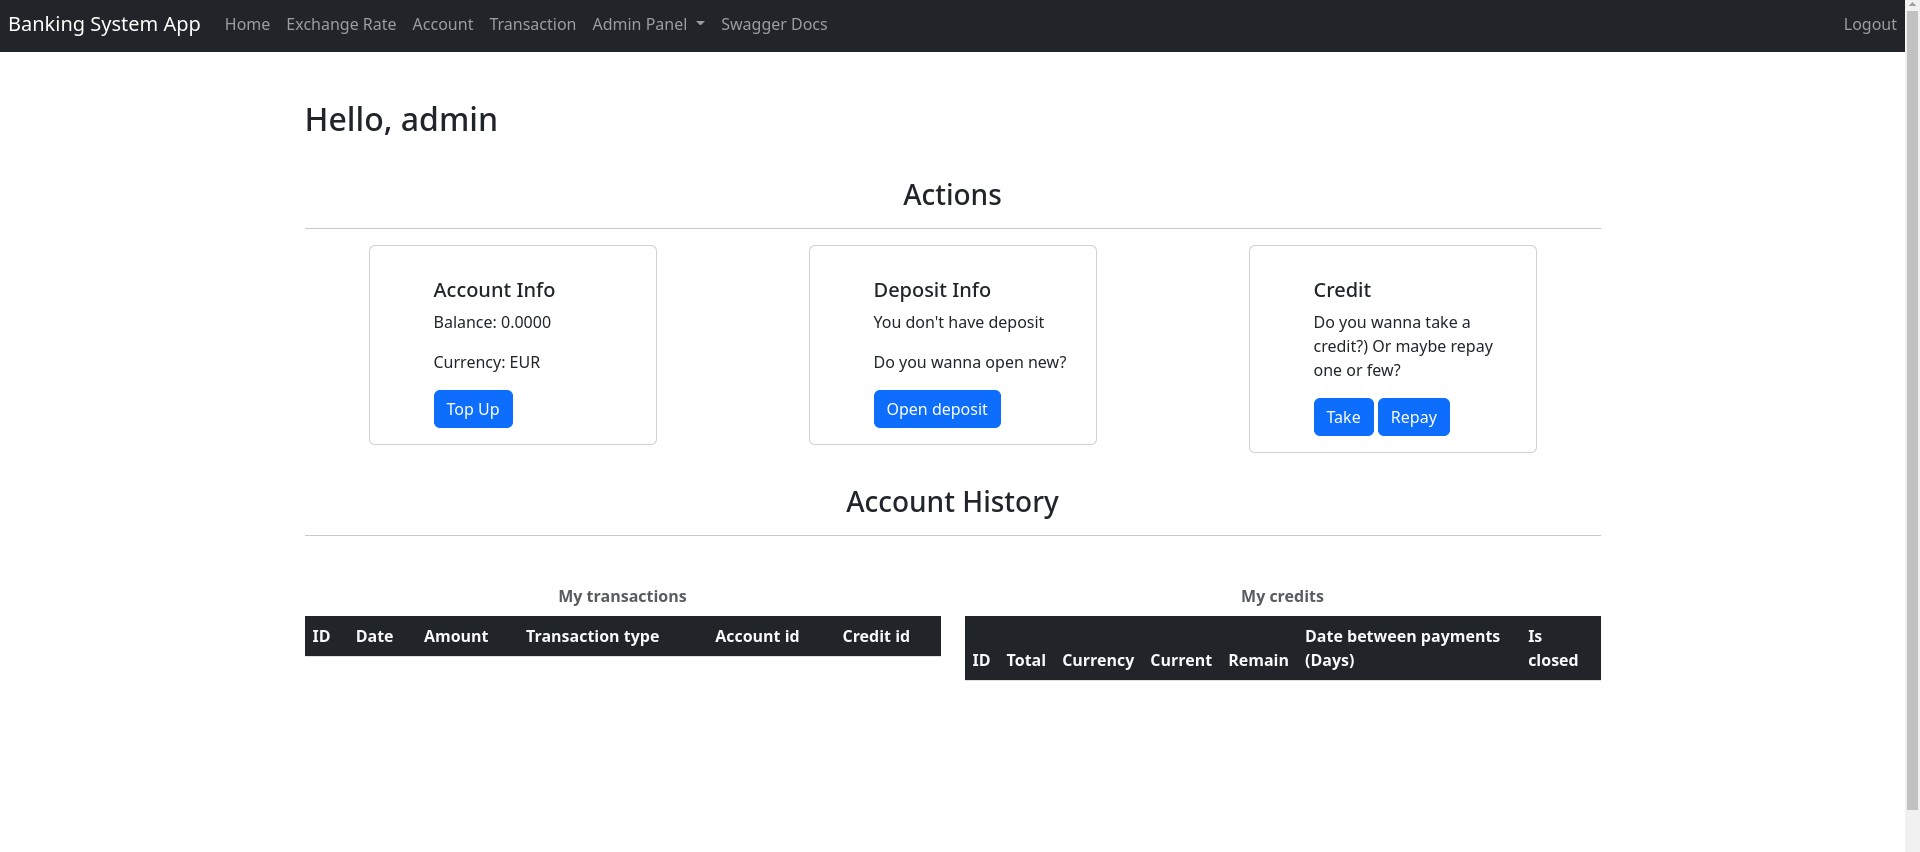 Banking System App Home Exchange Rate Account Transaction Admin Panel Swagger Docs Logout
Hello, admin
Actions
Account Info
Balance: 0.0000
Currency: EUR
Top Up
Deposit Info
You don't have deposit
Do you wanna open new?
Open deposit
Credit
Do you wanna take a
credit?) Or maybe repay
one or few?
Take Repay
Account History
My transactions
ID Date Amount Transaction type Account id Credit id
My credits
ID Total Currency Current Remain Date between payments
(Days) Is
closed